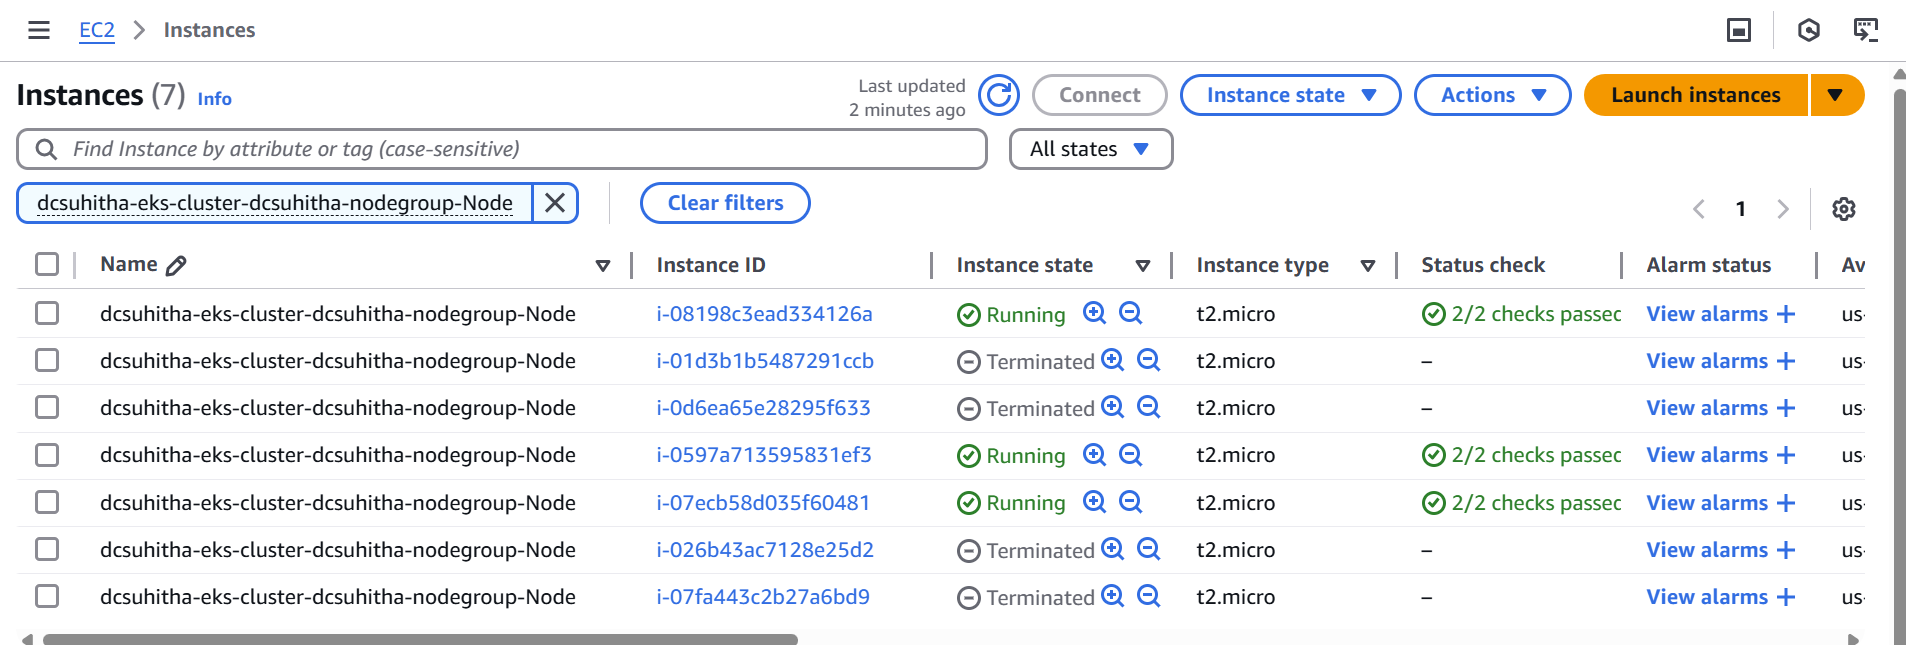 EC2 > Instances
Instances (7) Info
Last updated
2 minutes ago
Connect
Instance state
Actions
Launch instances
Find Instance by attribute or tag (case-sensitive)
All states
dcsuhitha-eks-cluster-dcsuhitha-nodegroup-Node
Clear filters
1
Name Instance ID Instance state Instance type Status check Alarm status Av
dcsuhitha-eks-cluster-dcsuhitha-nodegroup-Node i-08198c3ead334126a Running t2.micro 2/2 checks passec View alarms + us-
dcsuhitha-eks-cluster-dcsuhitha-nodegroup-Node i-01d3b1b5487291ccb Terminated t2.micro – View alarms + us-
dcsuhitha-eks-cluster-dcsuhitha-nodegroup-Node i-0d6ea65e28295f633 Terminated t2.micro – View alarms + us-
dcsuhitha-eks-cluster-dcsuhitha-nodegroup-Node i-0597a713595831ef3 Running t2.micro 2/2 checks passec View alarms + us-
dcsuhitha-eks-cluster-dcsuhitha-nodegroup-Node i-07ecb58d035f60481 Running t2.micro 2/2 checks passec View alarms + us-
dcsuhitha-eks-cluster-dcsuhitha-nodegroup-Node i-026b43ac7128e25d2 Terminated t2.micro – View alarms + us-
dcsuhitha-eks-cluster-dcsuhitha-nodegroup-Node i-07fa443c2b27a6bd9 Terminated t2.micro – View alarms + us-